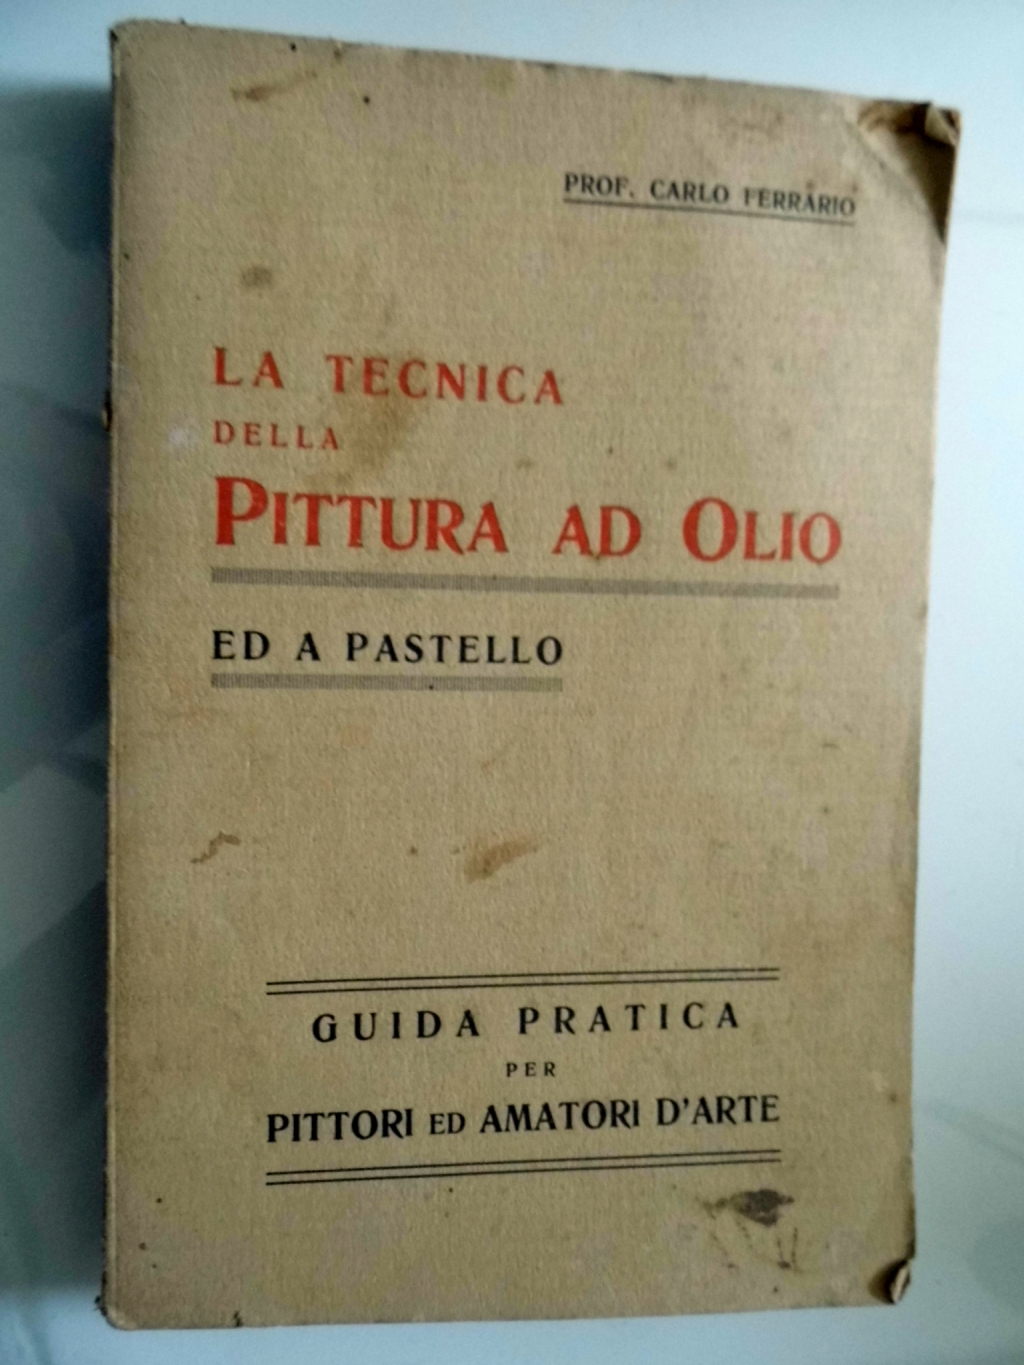 PROF. CARLO FERRARIO
LA TECNICA
DELLA
PITTURA AD OLIO
ED A PASTELLO
GUIDA PRATICA
PER
PITTORI ED AMATORI D'ARTE